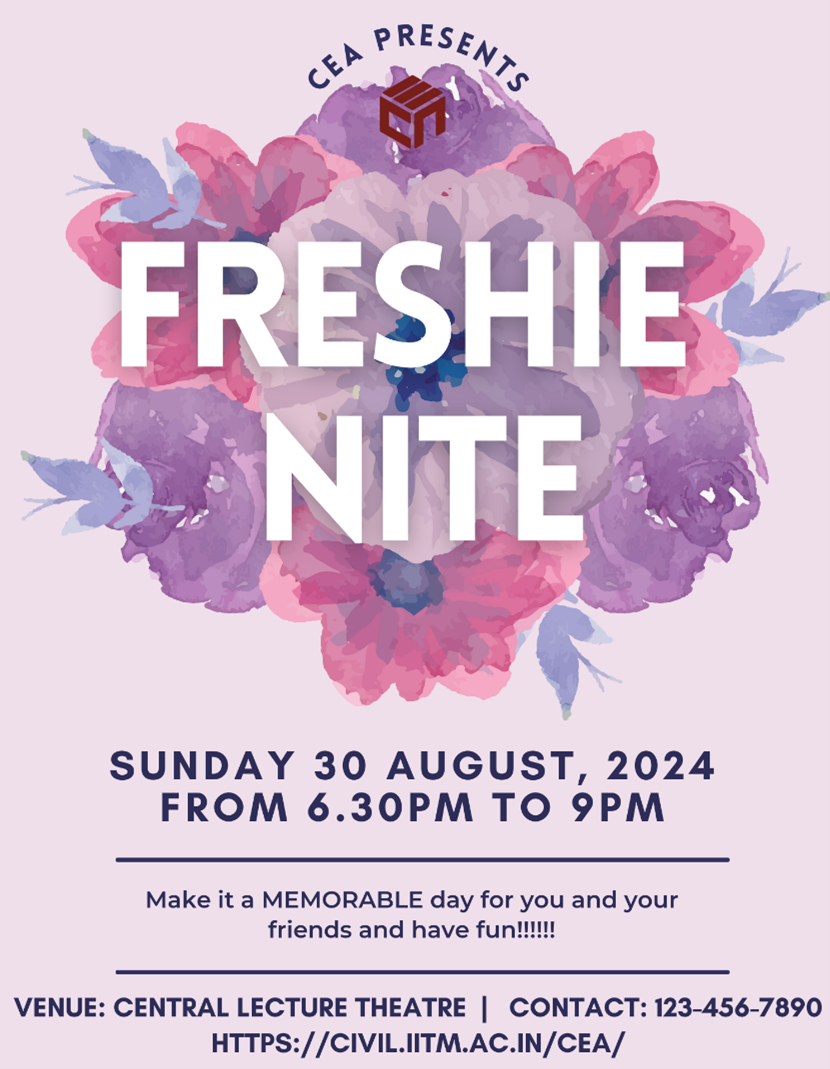 CEA PRESENTS
FRESHIE
NITE
SUNDAY 30 AUGUST, 2024
FROM 6.30PM TO 9PM
Make it a MEMORABLE day for you and your
friends and have fun!!!!!!
VENUE: CENTRAL LECTURE THEATRE | CONTACT: 123-456-7890
HTTPS://CIVIL.IITM.AC.IN/CEA/